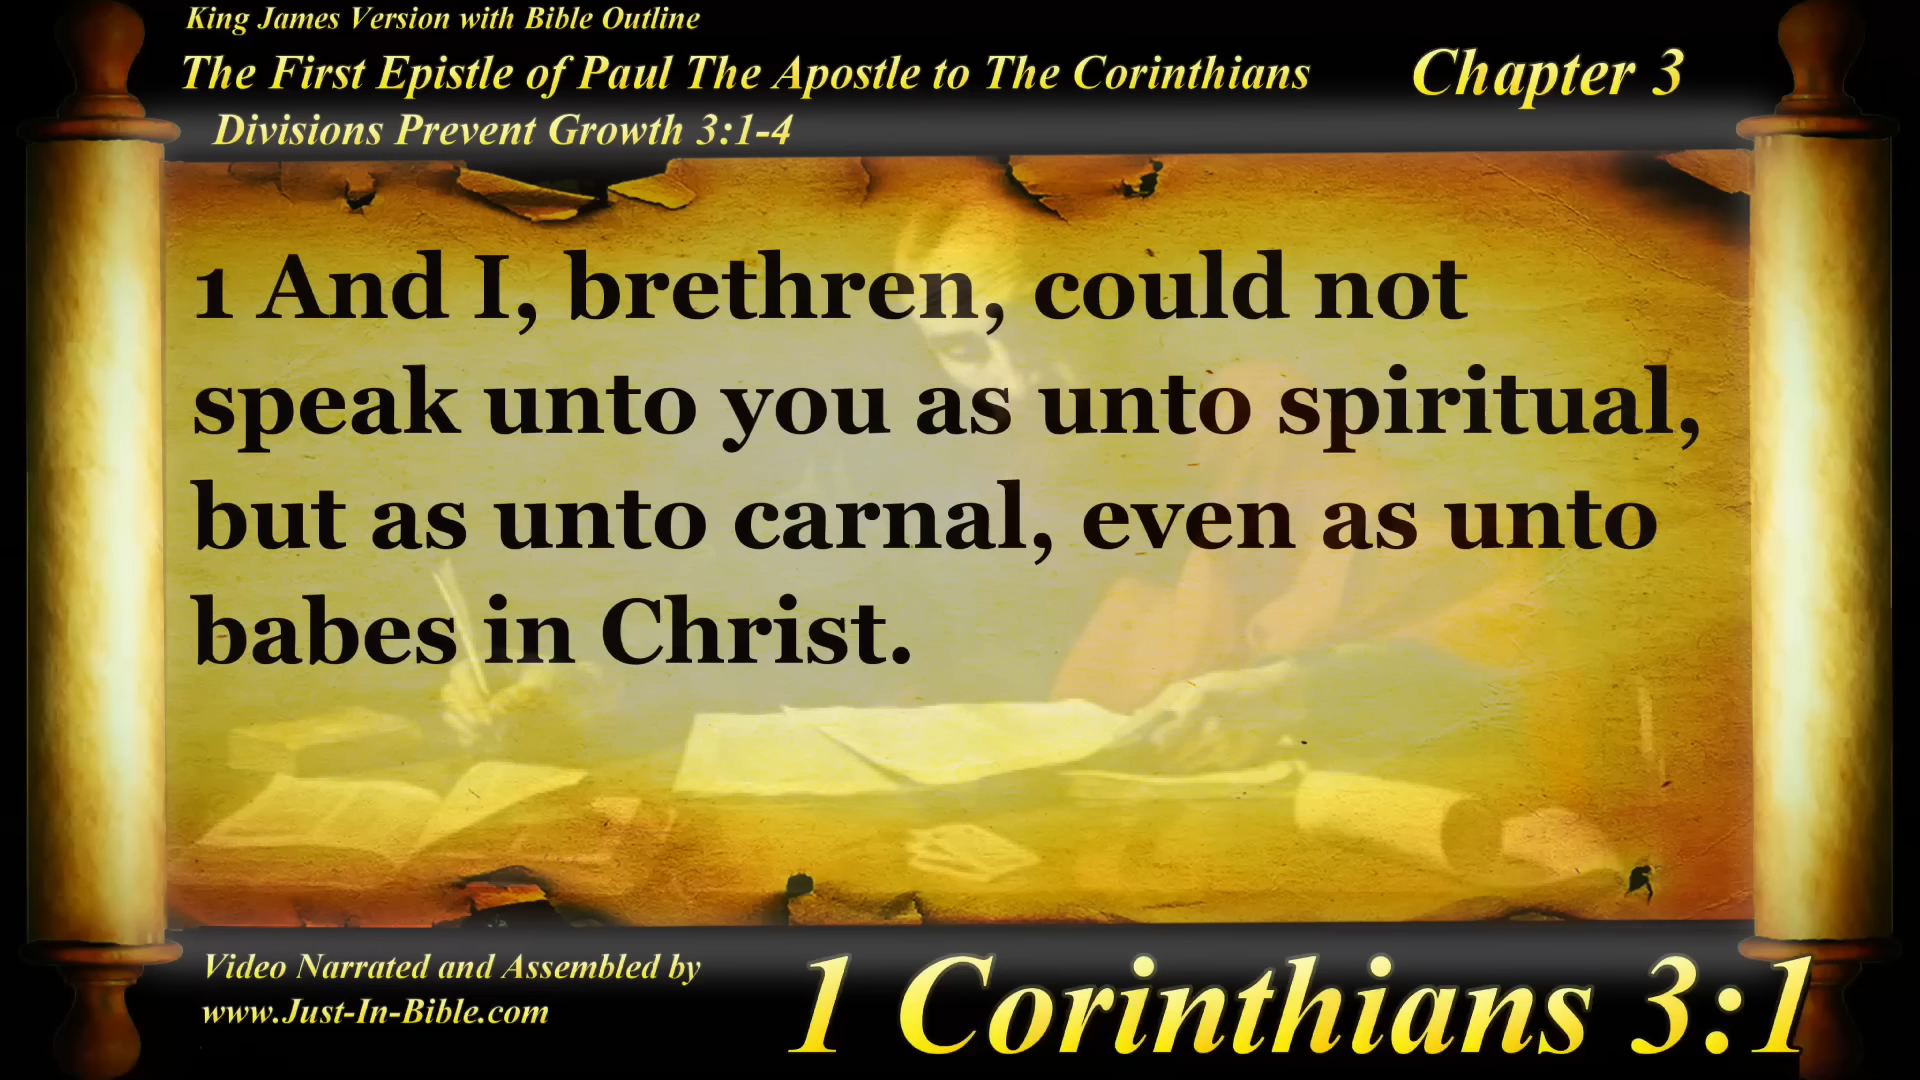 King James Version with Bible Outline
The First Epistle of Paul The Apostle to The Corinthians
Chapter 3
Divisions Prevent Growth 3:1-4
1 And I, brethren, could not
speak unto you as unto spiritual,
but as unto carnal, even as unto
babes in Christ.
Video Narrated and Assembled by
www.Just-In-Bible.com
1 Corinthians 3:1